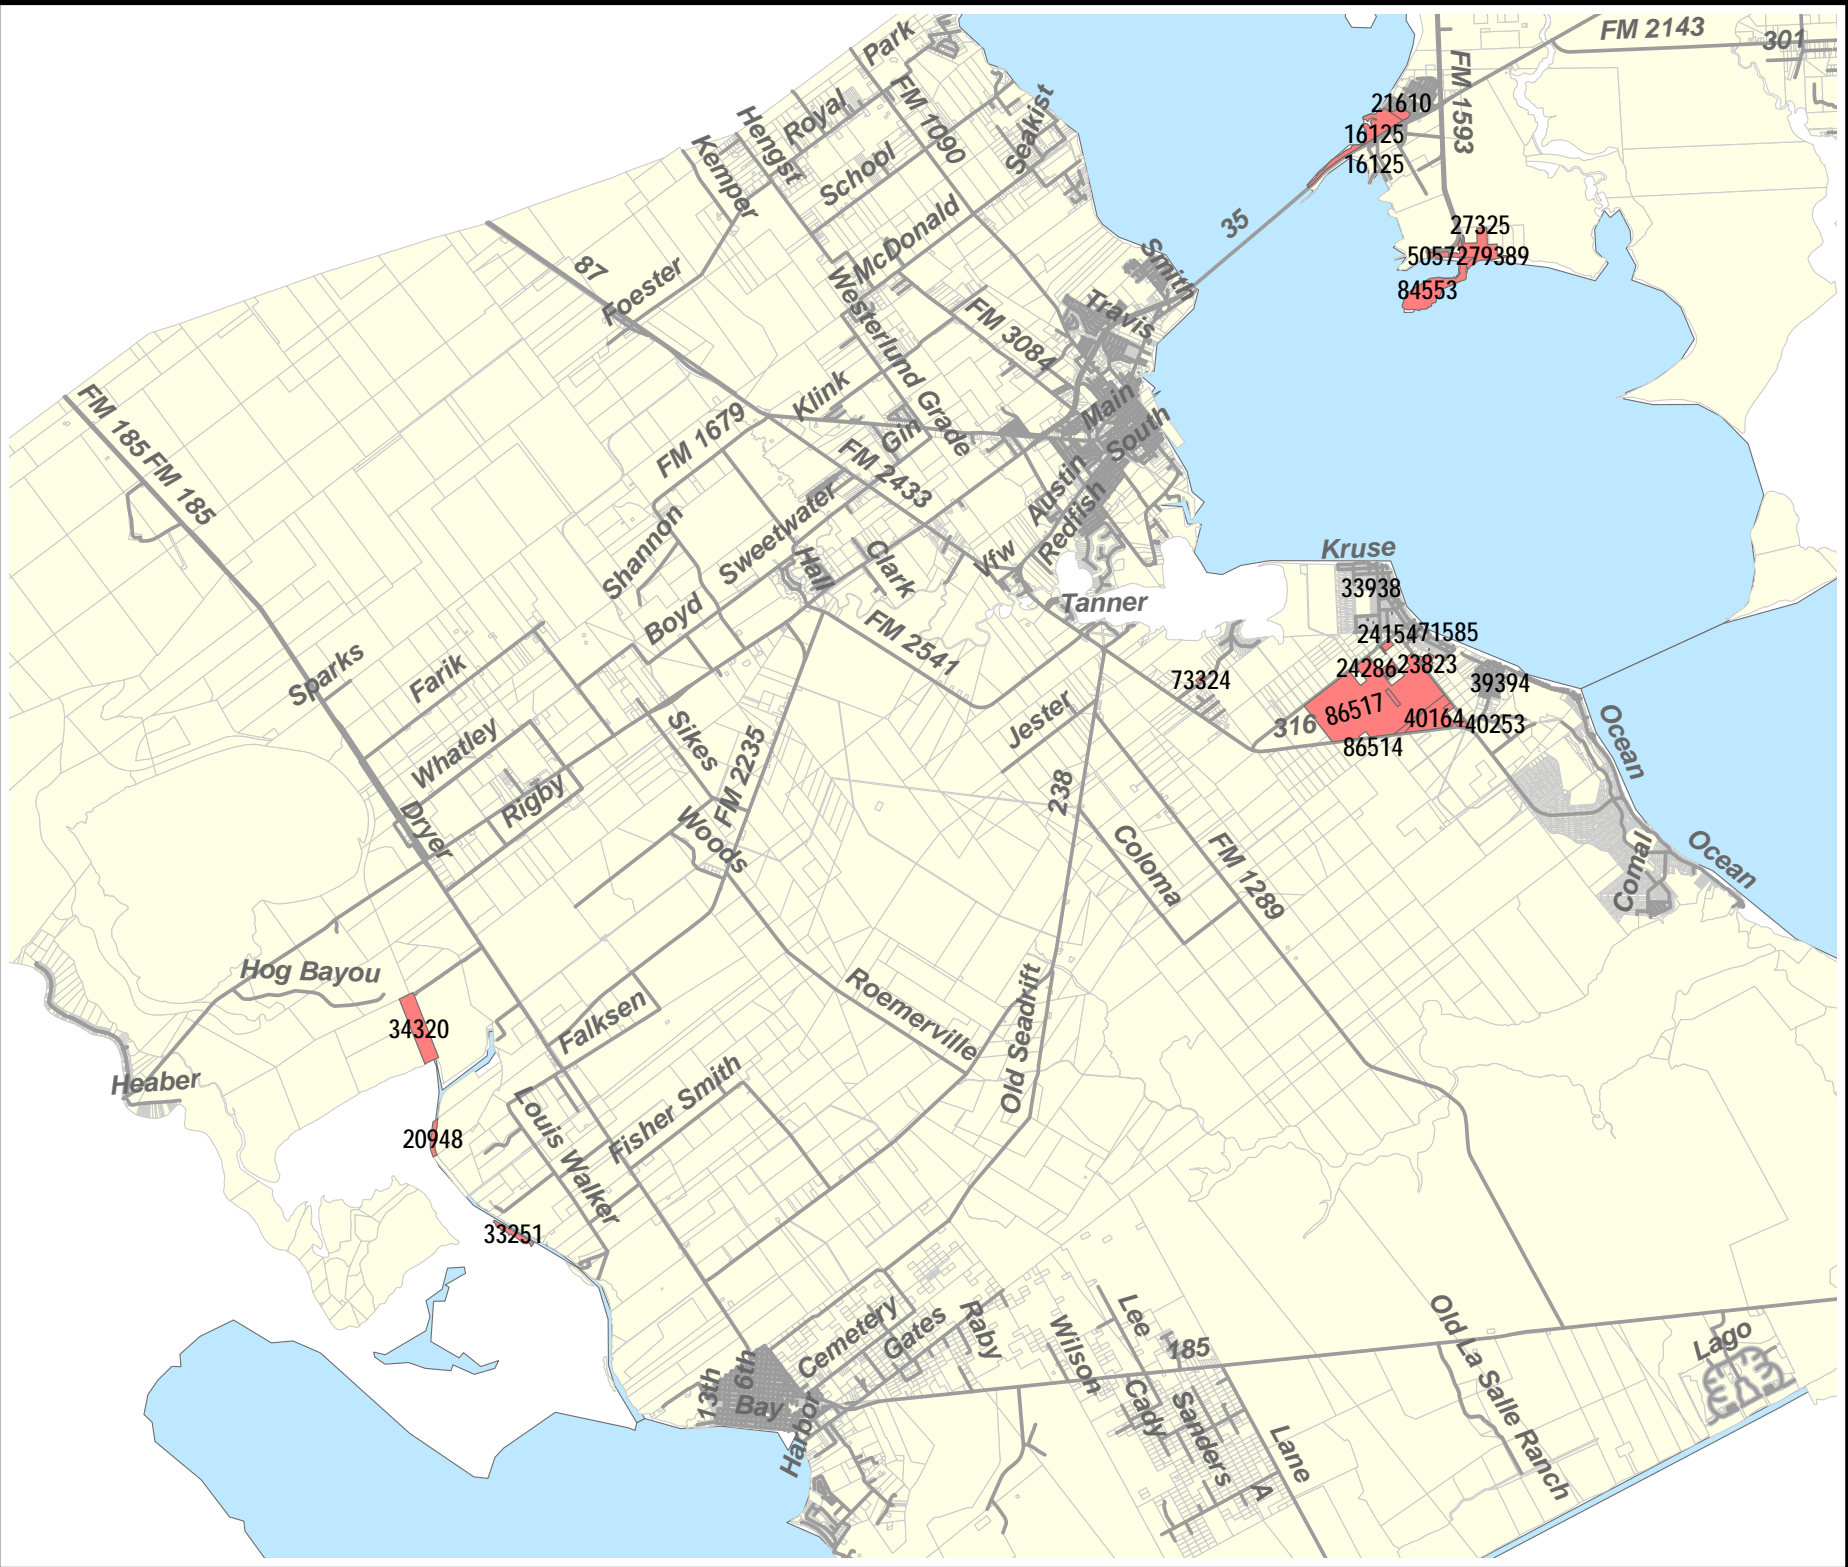 Park
FM 2143
301
FM 1090
FM 1593
Royal
Hengst
Seakist
21610
16125
16125
Kemper
School
McDonald
35
27325
5057279389
84553
87
Foester
Smith
Westerlund Grade
Travis
FM 3084
FM 185
FM 185
Klink
Main
South
FM 1679
Gin
FM 2433
Austin
Redfish
Shannon
Sweetwater
Hall
Clark
Vfw
Kruse
33938
Tanner
Boyd
FM 2541
2415471585
2428623823
73324
39394
86517
4016440253
316
86514
Sparks
Farik
Jester
Ocean
Sikes
FM 2235
Whatley
238
Rigby
Dryer
Woods
Coloma
FM 1289
Comal
Ocean
Hog Bayou
34320
Roemerville
Old Seadrift
Falksen
Heaber
Fisher Smith
Louis Walker
20948
33251
Cemetery
Gates
Raby
Wilson
Lee
185
Old La Salle Ranch
Lago
13th
6th
Bay
Harbor
Cady
Sanders
Lane
A